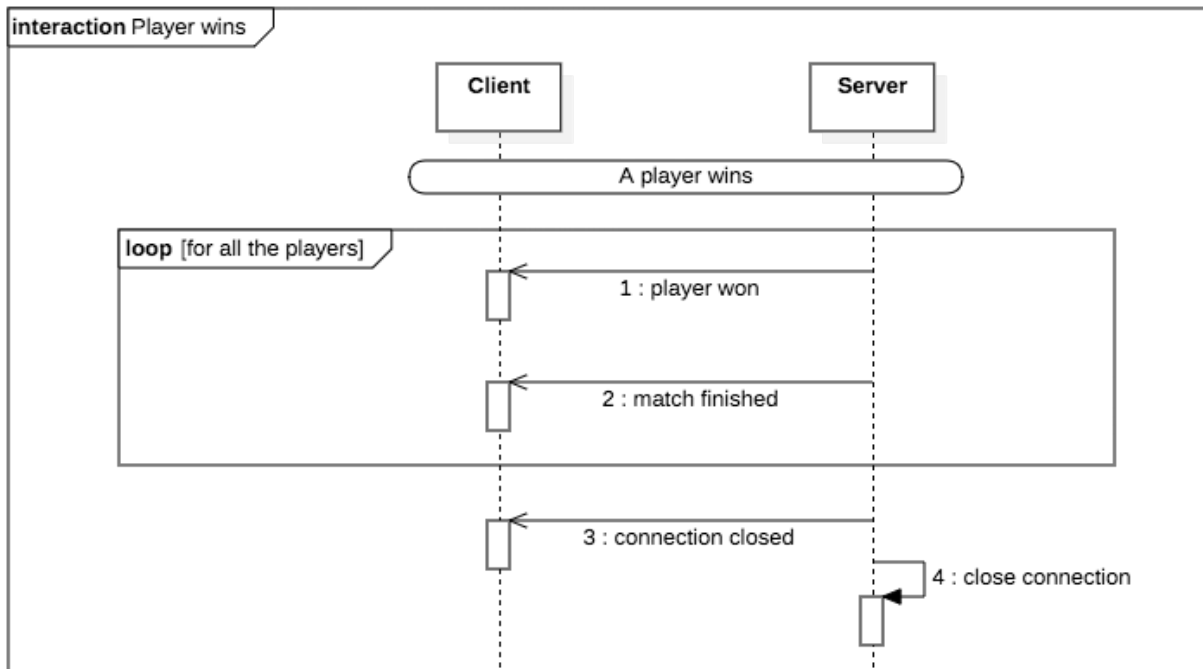 interaction Player wins
Client
Server
A player wins
loop [for all the players]
1 : player won
2 : match finished
3 : connection closed
4 : close connection